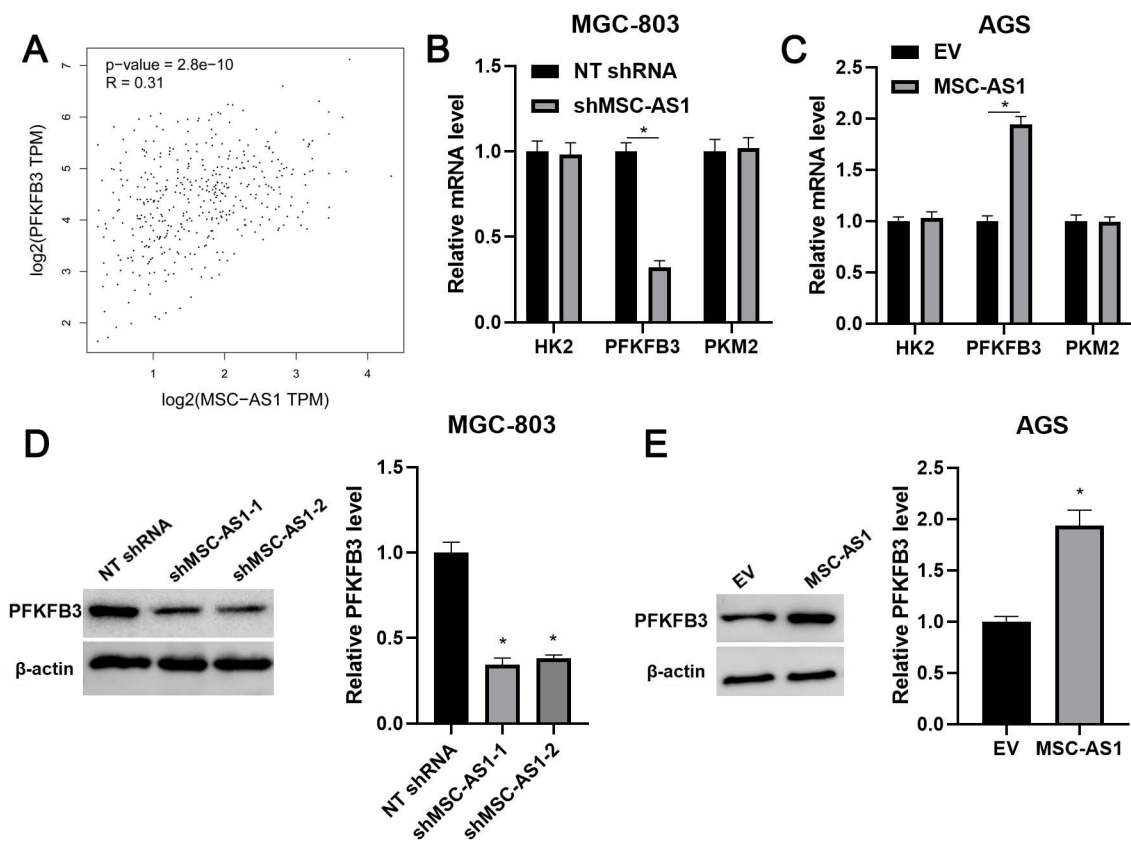 A
p−value = 2.8e−10
R = 0.31
log2(PFKFB3 TPM)
7
6
5
4
3
2
1 2 3 4
log2(MSC−AS1 TPM)
B
MGC-803
NT shRNA
shMSC-AS1
Relative mRNA level
1.5
1.0
0.5
0.0
*
HK2 PFKFB3 PKM2
C
AGS
EV
MSC-AS1
Relative mRNA level
2.5
2.0
1.5
1.0
0.5
0.0
*
HK2 PFKFB3 PKM2
D
NT shRNA
shMSC-AS1-1
shMSC-AS1-2
PFKFB3
β-actin
MGC-803
Relative PFKFB3 level
1.5
1.0
0.5
0.0
* *
NT shRNA
shMSC-AS1-1
shMSC-AS1-2
E
EV
MSC-AS1
PFKFB3
β-actin
AGS
Relative PFKFB3 level
2.5
2.0
1.5
1.0
0.5
0.0
*
EV MSC-AS1